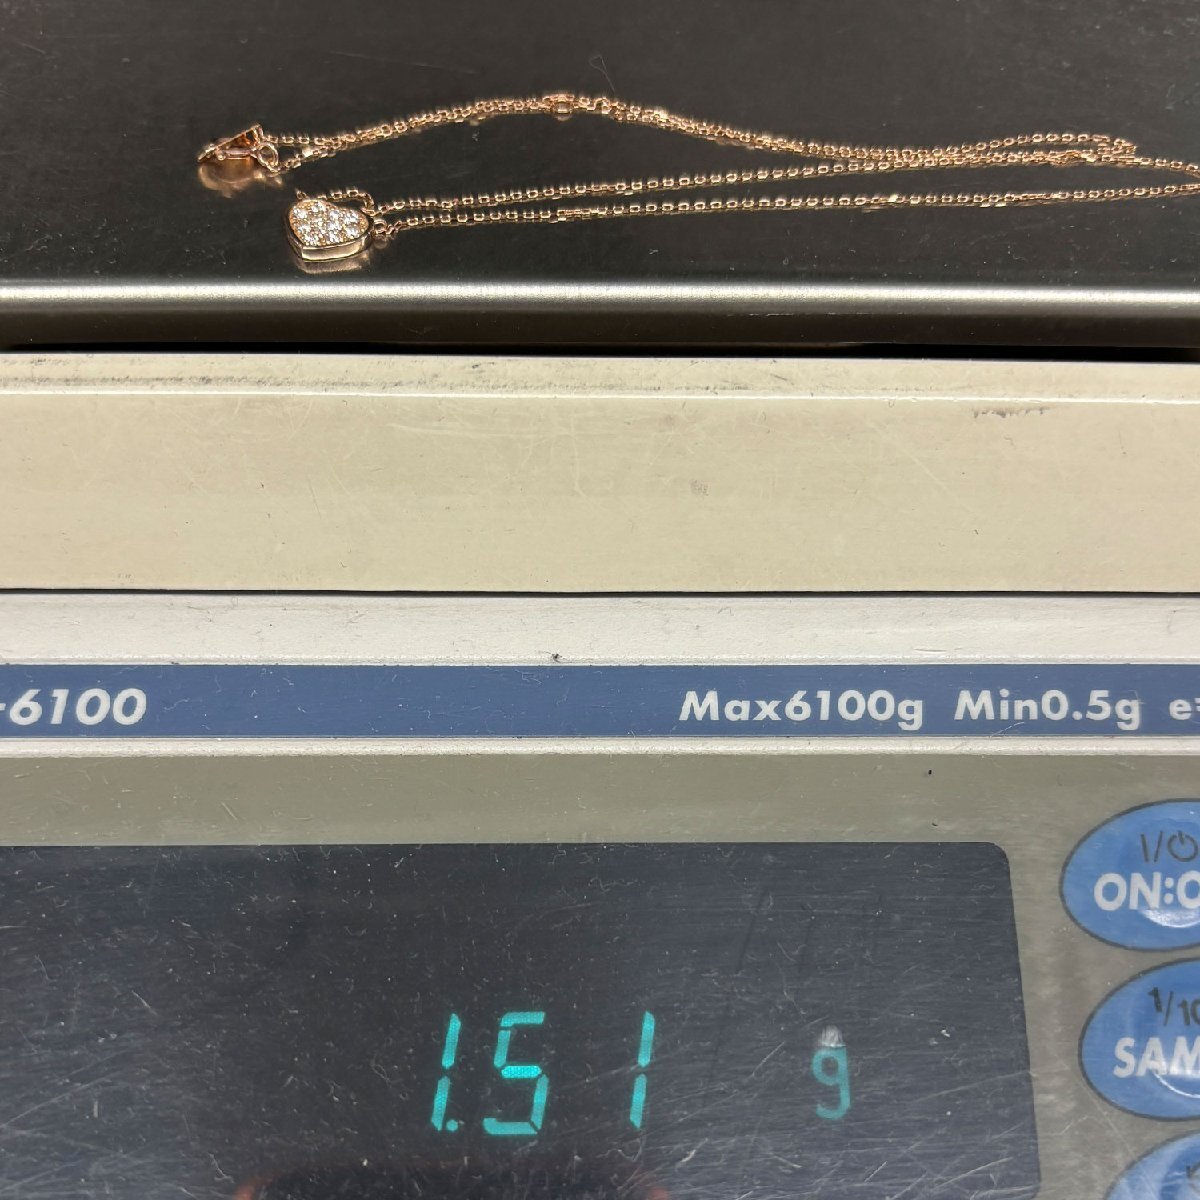 -6100
Max6100g Min0.5g e=
I/⏻
ON:O
1/10
SAM
1.51 g